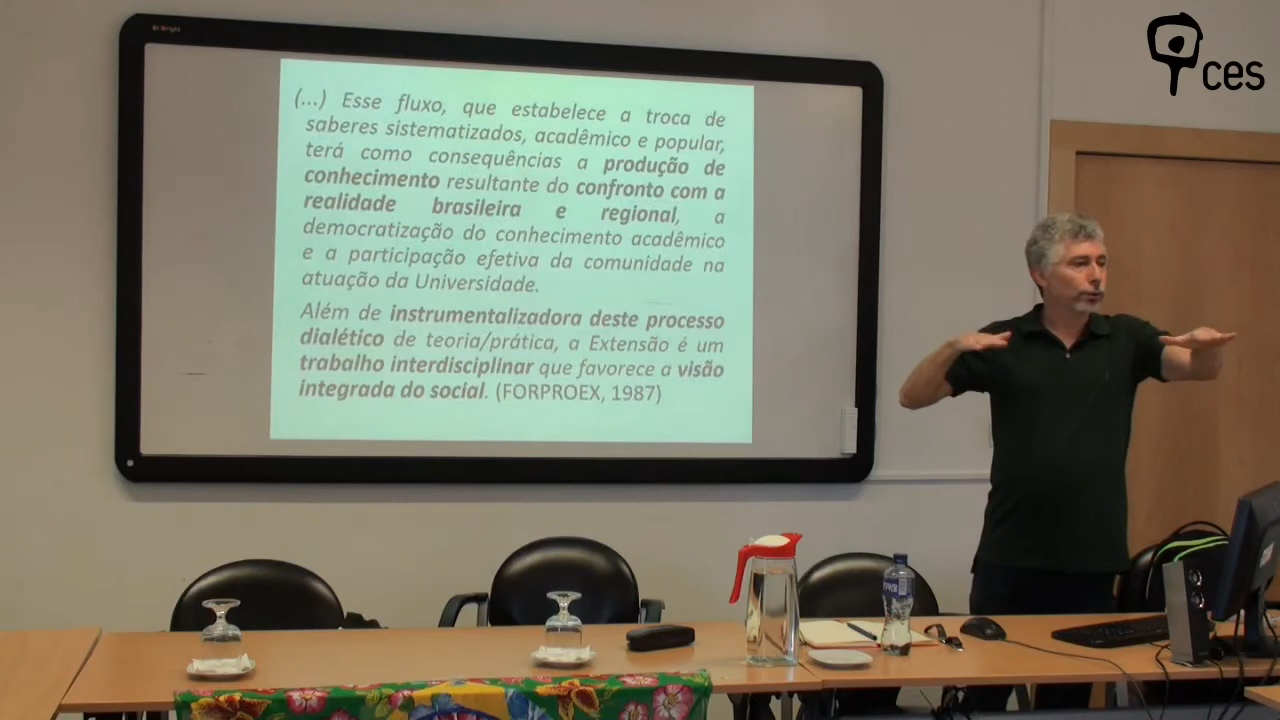 (...) Esse fluxo, que estabelece a troca de
saberes sistematizados, acadêmico e popular,
terá como consequências a produção de
conhecimento resultante do confronto com a
realidade brasileira e regional, a
democratização do conhecimento acadêmico
e a participação efetiva da comunidade na
atuação da Universidade.
Além de instrumentalizadora deste processo
dialético de teoria/prática, a Extensão é um
trabalho interdisciplinar que favorece a visão
integrada do social. (FORPROEX, 1987)
ces